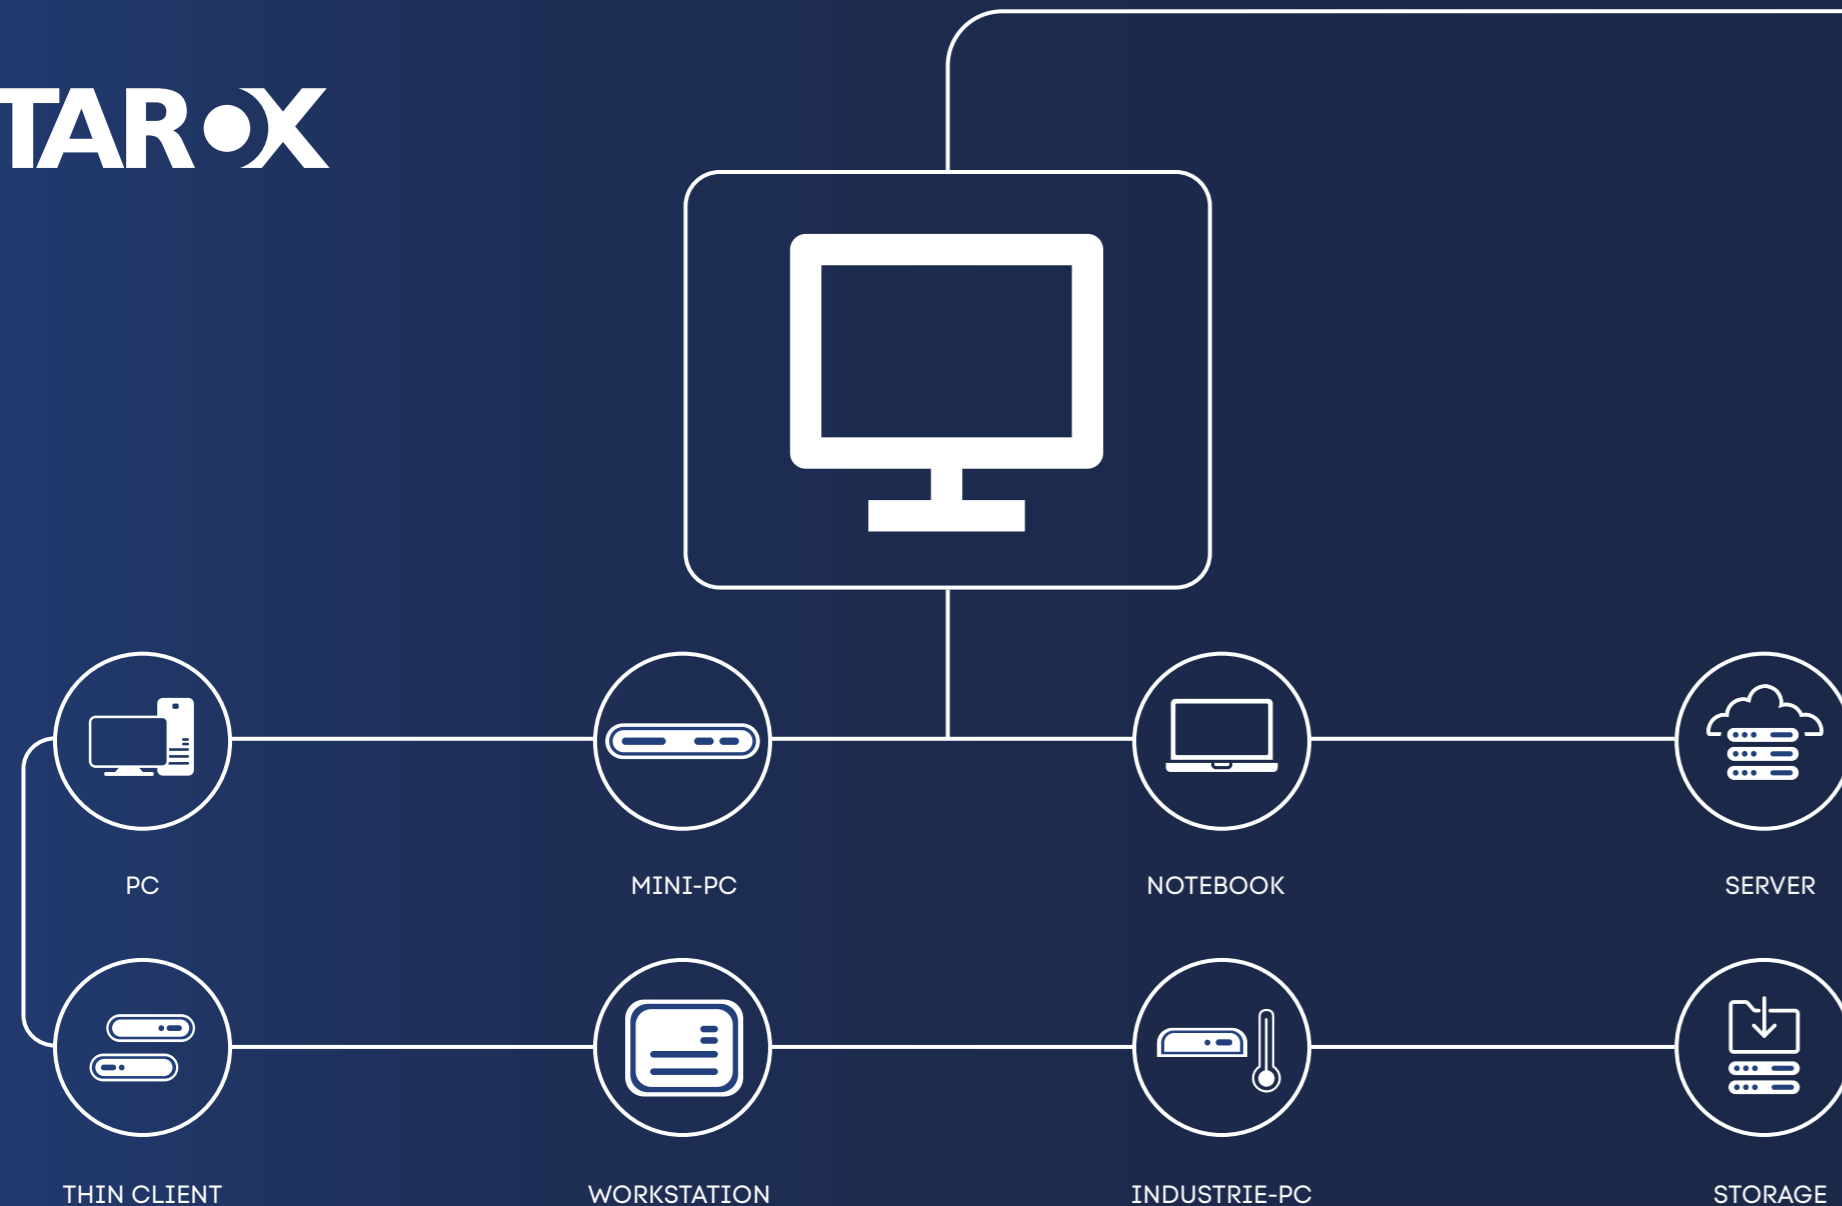 TAROX
PC
MINI-PC
NOTEBOOK
SERVER
THIN CLIENT
WORKSTATION
INDUSTRIE-PC
STORAGE